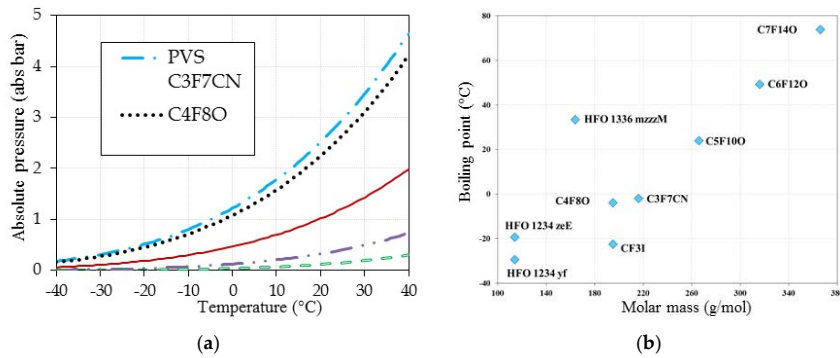 (a)
5
4
3
2
1
0
Absolute pressure (abs bar)
PVS
C3F7CN
C4F8O
-40 -30 -20 -10 0 10 20 30 40
Temperature (°C)
(a)
80
60
40
20
0
-20
-40
Boiling point (°C)
C7F14O
C6F12O
HFO 1336 mzzzM
C5F10O
C4F8O
C3F7CN
HFO 1234 zeE
CF3I
HFO 1234 yf
100 140 180 220 260 300 340 38
Molar mass (g/mol)
(b)
(b)